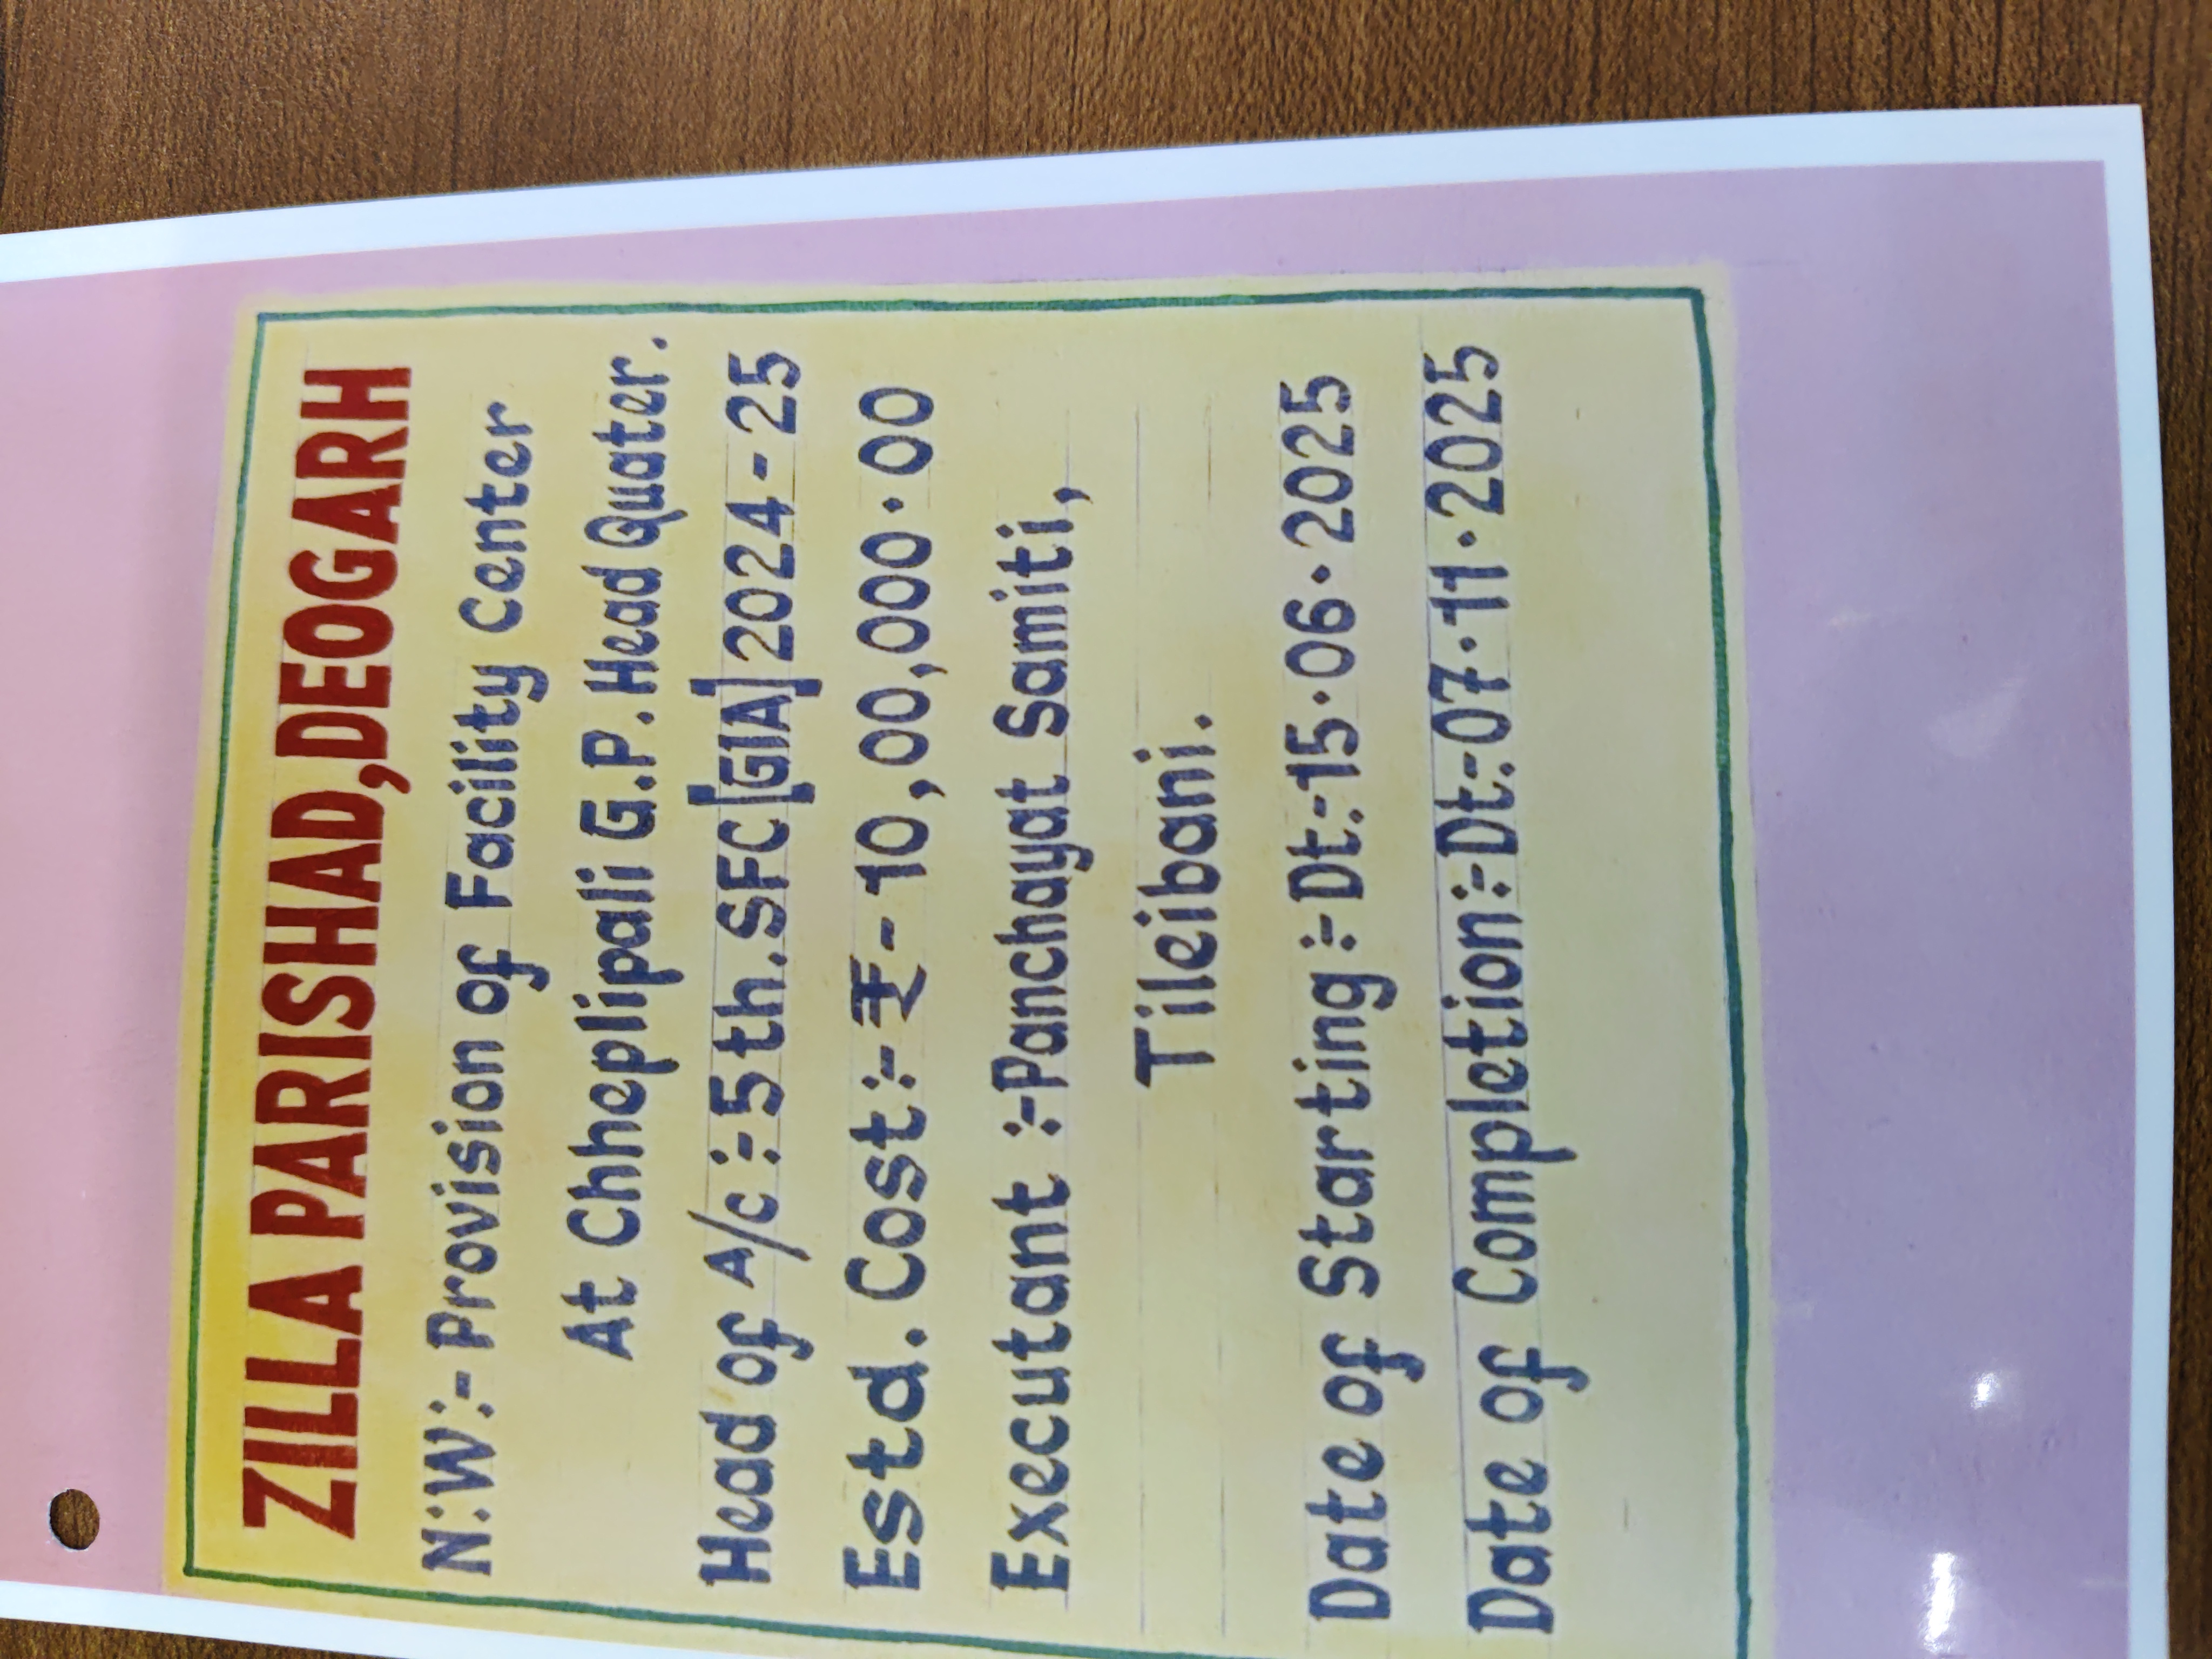 ZILLA PARISHAD,DEOGARH
N:W:- Provision of Facility Center
At Chheplipali G.P. Head Quater.
Head of A/c :- 5 th.SFC[GIA] 2024-25
Estd. Cost:- ₹-10,00,000.00
Executant :-Panchayat Samiti,
Tileibani.
Date of Starting:-Dt:-15.06.2025
Date of Completion:-Dt:-07.11.2025